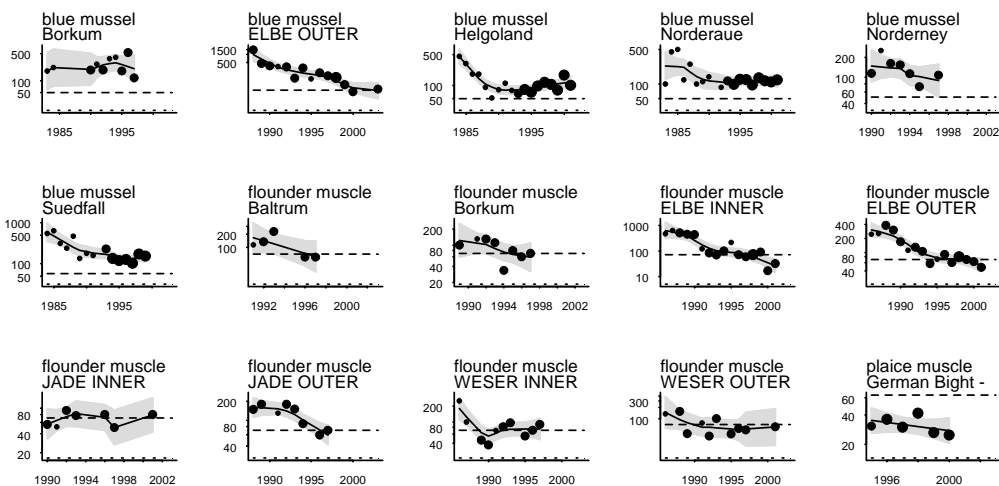 blue mussel
Borkum
500
100
50
1985 1995
blue mussel
ELBE OUTER
1500
500
1990 1995 2000
blue mussel
Helgoland
500
100
50
1985 1995
blue mussel
Norderaue
500
100
50
1985 1995
blue mussel
Norderney
200
100
60
40
1990 1994 1998 2002
blue mussel
Suedfall
1000
500
100
50
1985 1995
flounder muscle
Baltrum
200
100
1992 1996 2000
flounder muscle
Borkum
200
80
40
20
1990 1994 1998 2002
flounder muscle
ELBE INNER
1000
100
10
1990 2000
flounder muscle
ELBE OUTER
400
200
80
40
1990 2000
flounder muscle
JADE INNER
80
40
20
1990 1994 1998 2002
flounder muscle
JADE OUTER
200
80
40
1990 1995 2000
flounder muscle
WESER INNER
200
80
40
1990 2000
flounder muscle
WESER OUTER
300
100
1990 2000
plaice muscle
German Bight -
60
40
20
1995 2000